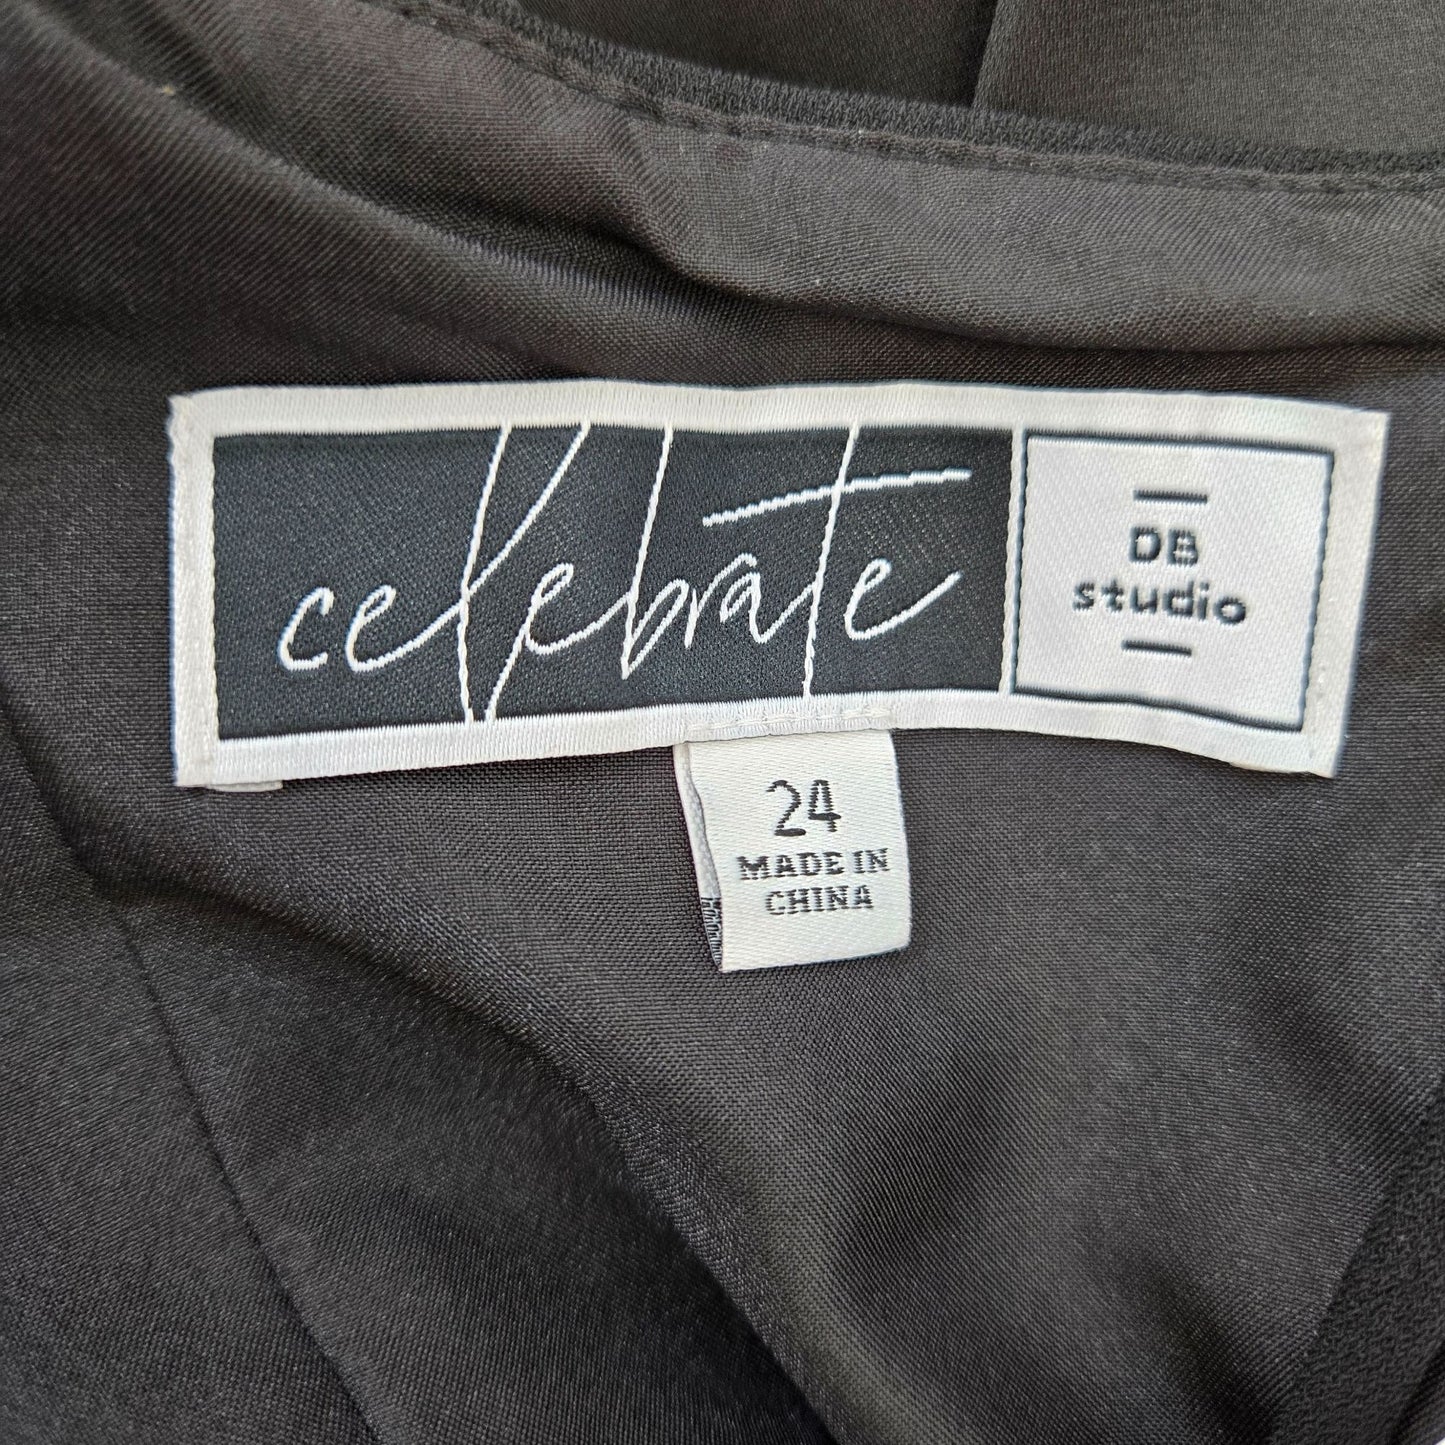 celebrate
DB
studio
24
MADE IN
CHINA